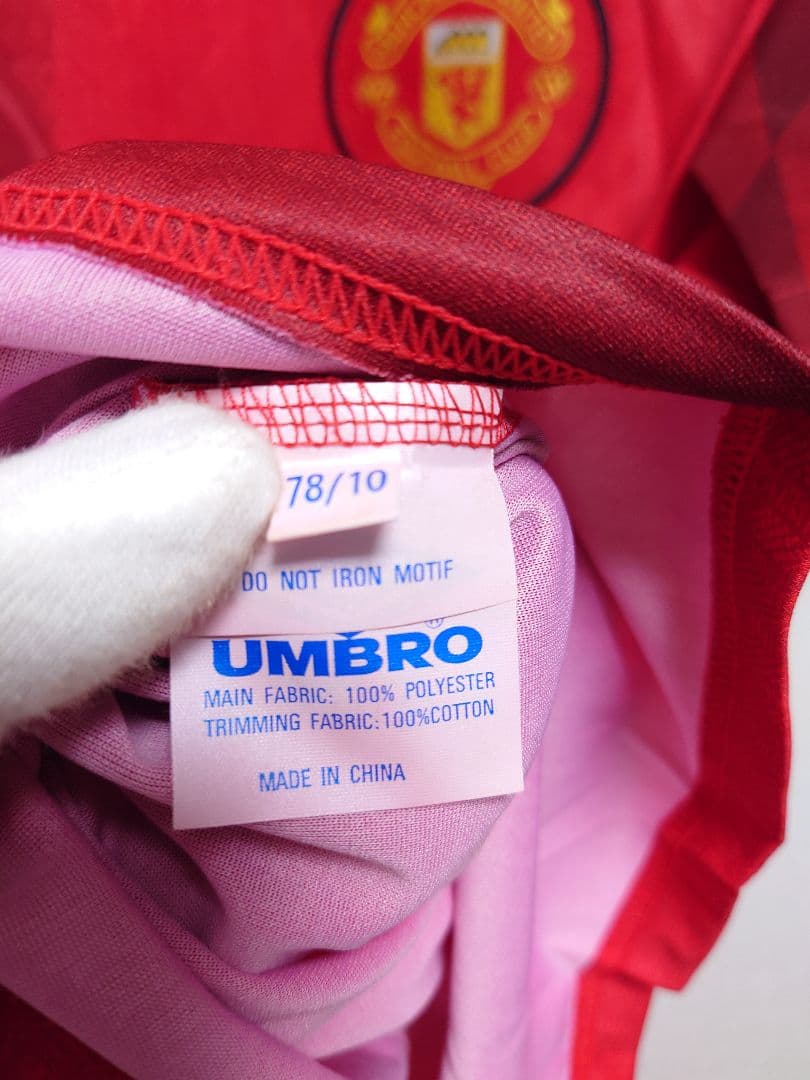 78/10
DO NOT IRON MOTIF
UMBRO®
MAIN FABRIC: 100% POLYESTER
TRIMMING FABRIC:100%COTTON
MADE IN CHINA